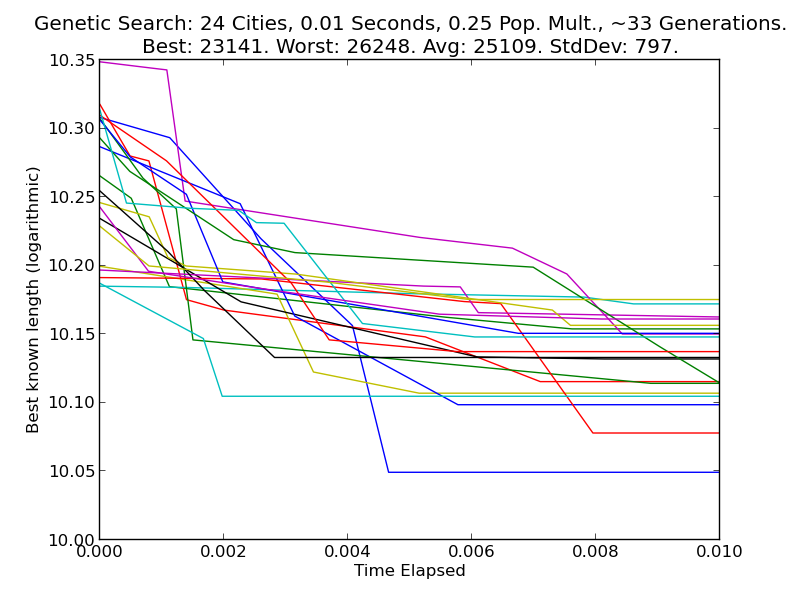 Genetic Search: 24 Cities, 0.01 Seconds, 0.25 Pop. Mult., ~33 Generations.
Best: 23141. Worst: 26248. Avg: 25109. StdDev: 797.
10.35
10.30
10.25
10.20
10.15
10.10
10.05
10.00
Best known length (logarithmic)
0.000 0.002 0.004 0.006 0.008 0.010
Time Elapsed